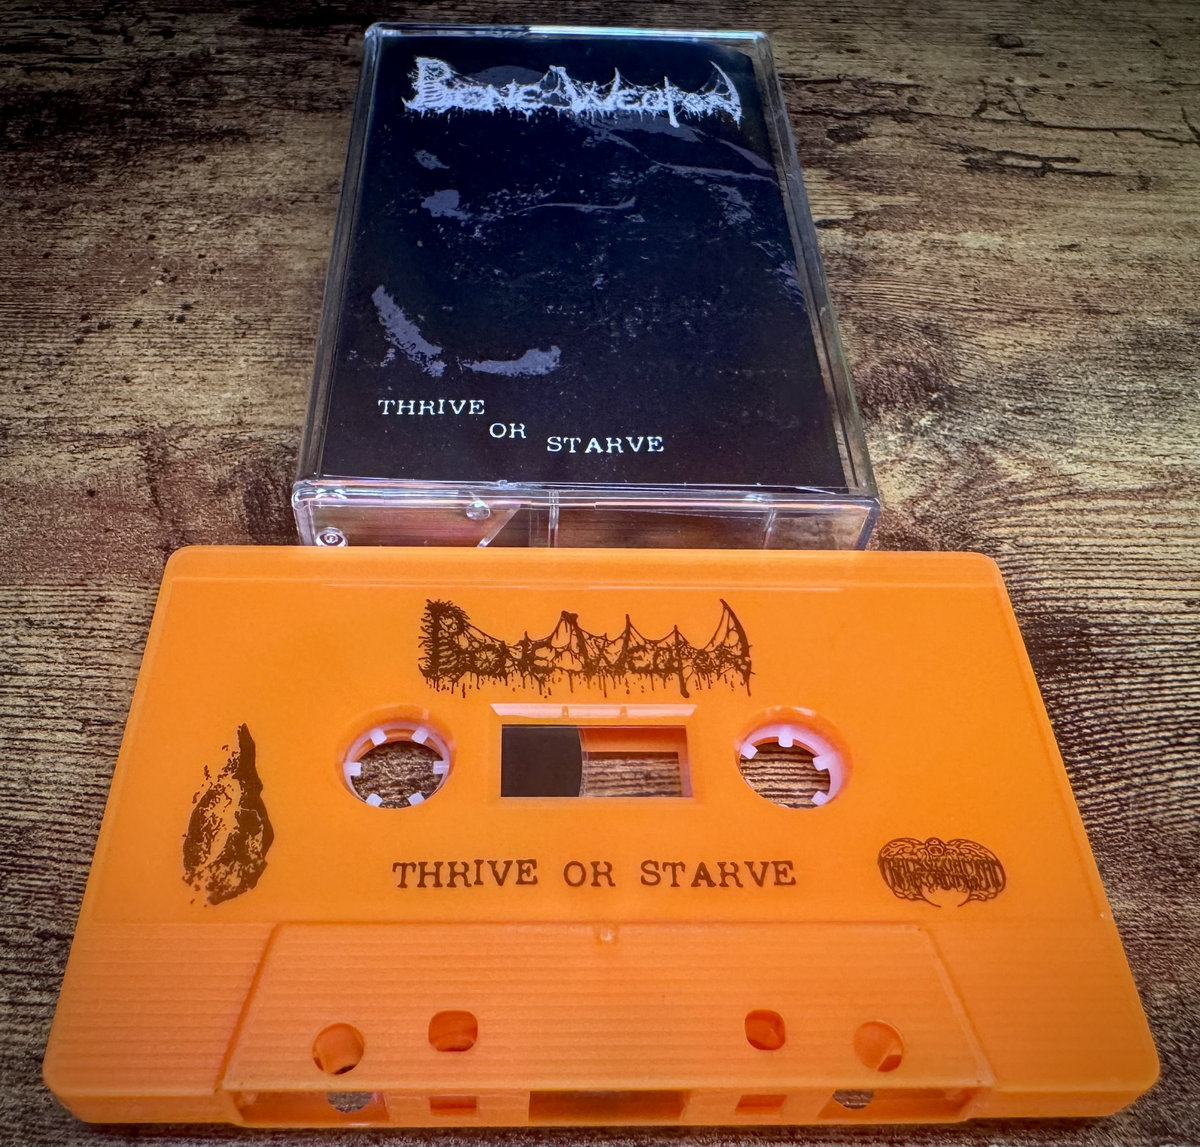 Bone Weapon
THRIVE
OR
STARVE
Bone Weapon
THRIVE OR STARVE